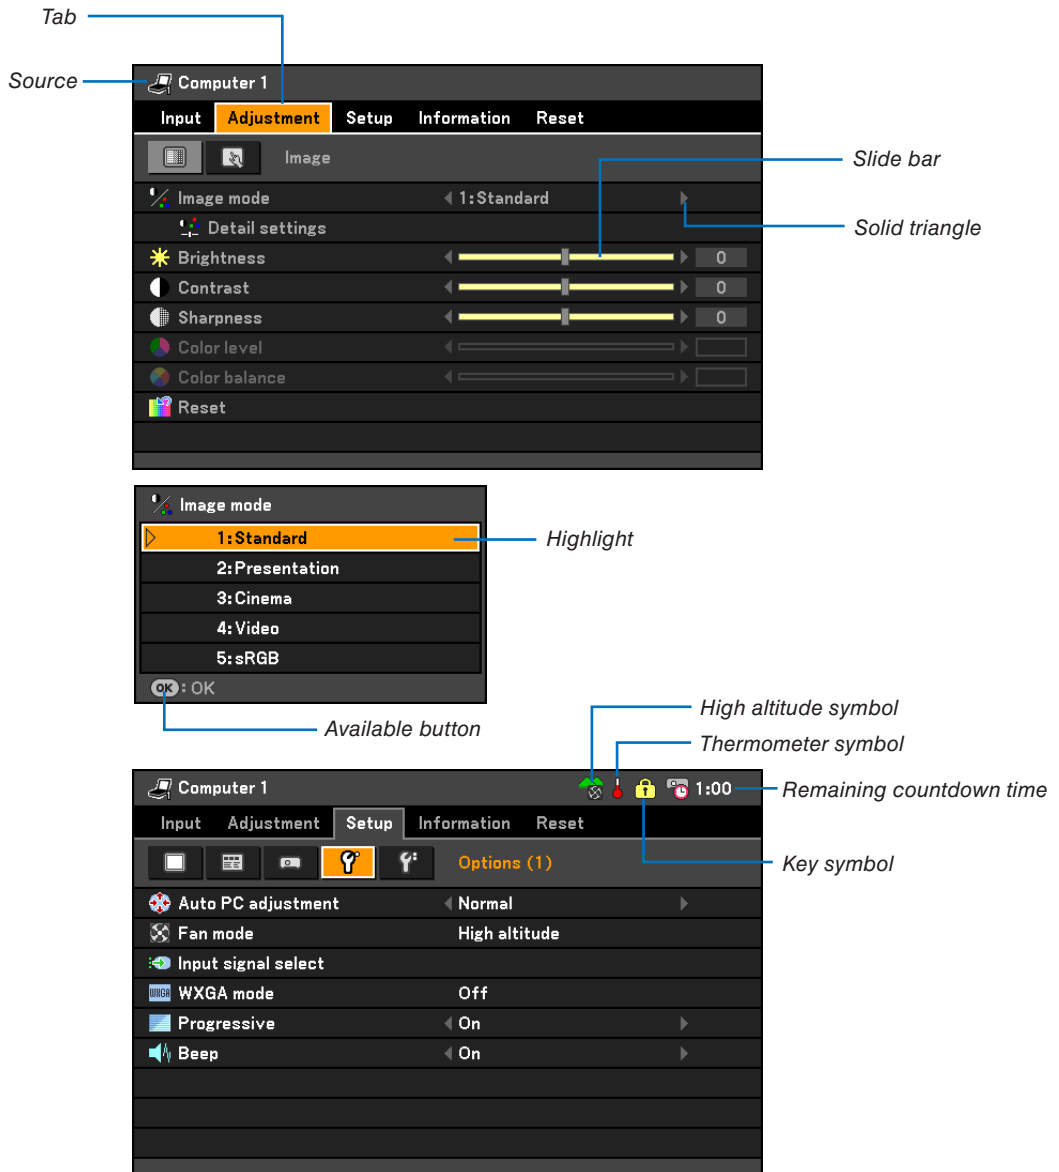 Tab
Source
Computer 1
Input Adjustment Setup Information Reset
Image
Slide bar
Image mode 1:Standard
Solid triangle
Detail settings
Brightness 0
Contrast 0
Sharpness 0
Color level
Color balance
Reset
Image mode
1:Standard
Highlight
2:Presentation
3:Cinema
4:Video
5:sRGB
OK : OK
Available button
High altitude symbol
Thermometer symbol
Computer 1 1:00
Remaining countdown time
Input Adjustment Setup Information Reset
Options (1)
Key symbol
Auto PC adjustment Normal
Fan mode High altitude
Input signal select
WXGA WXGA mode Off
Progressive On
Beep On